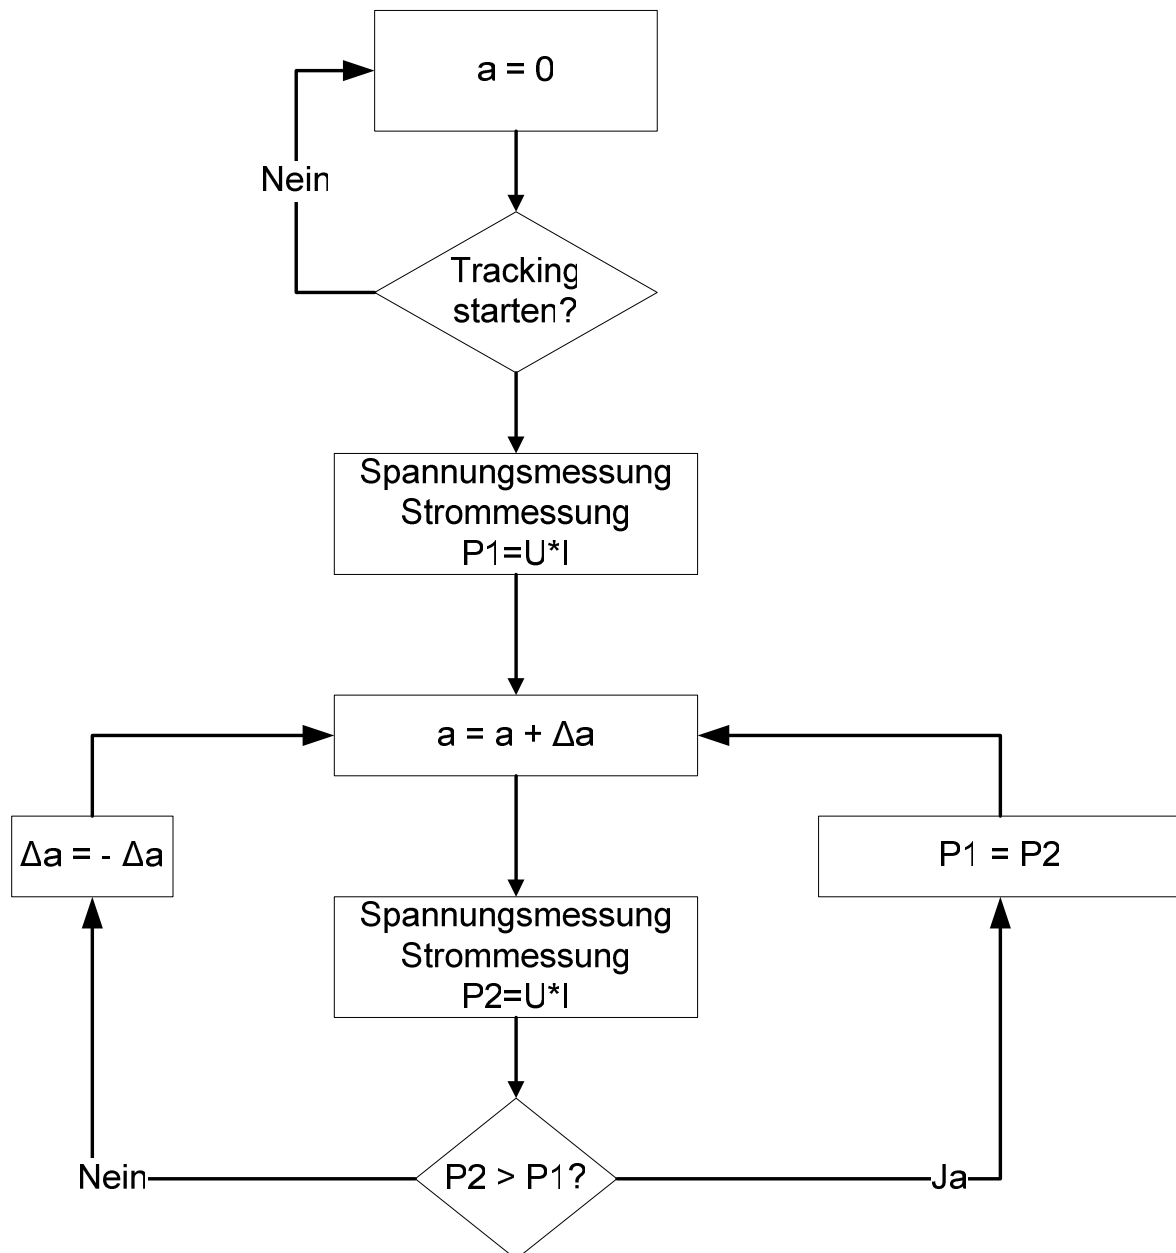 a = 0
Nein
Tracking
starten?
Spannungsmessung
Strommessung
P1=U*I
a = a + Δa
Δa = - Δa
P1 = P2
Spannungsmessung
Strommessung
P2=U*I
Nein
P2 > P1?
Ja